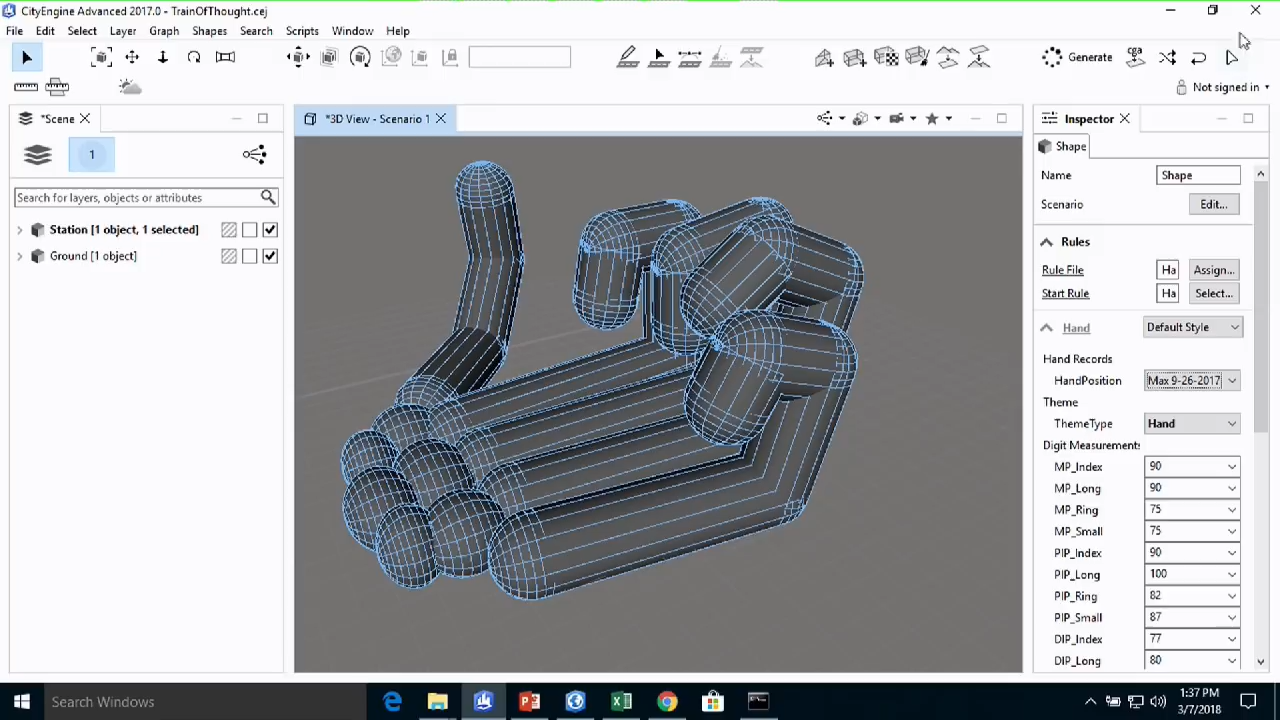 CityEngine Advanced 2017.0 - TrainOfThought.cej
File Edit Select Layer Graph Shapes Search Scripts Window Help
Generate
Not signed in
*Scene
*3D View - Scenario 1
Inspector
1
Shape
Search for layers, objects or attributes
Name Shape
Scenario Edit...
Station [1 object, 1 selected]
Ground [1 object]
Rules
Rule File Ha Assign...
Start Rule Ha Select...
Hand Default Style
Hand Records
HandPosition Max 9-26-2017
Theme
ThemeType Hand
Digit Measurements
MP_Index 90
MP_Long 90
MP_Ring 75
MP_Small 75
PIP_Index 90
PIP_Long 100
PIP_Ring 82
PIP_Small 87
DIP_Index 77
DIP_Long 80
Search Windows
1:37 PM
3/7/2018